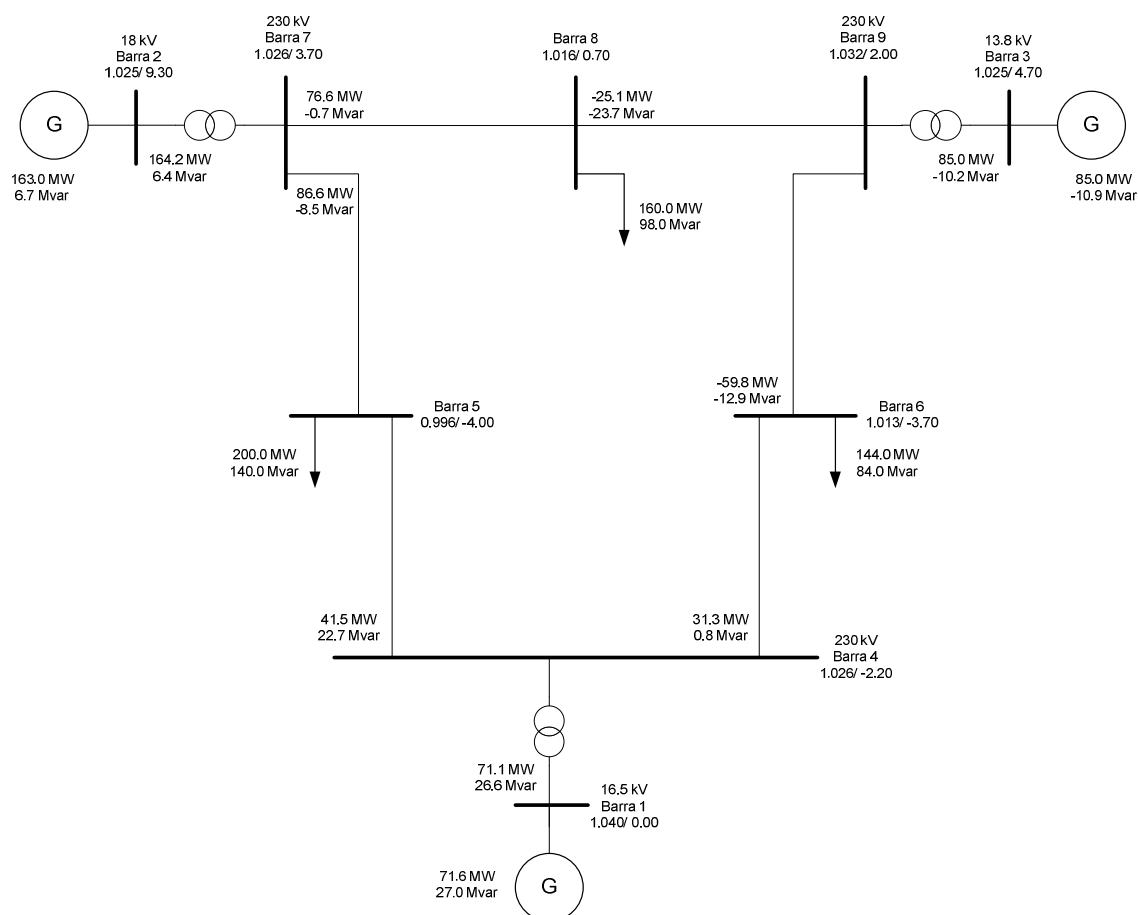 18 kV
Barra 2
1.025/ 9.30
230 kV
Barra 7
1.026/ 3.70
Barra 8
1.016/ 0.70
230 kV
Barra 9
1.032/ 2.00
13.8 kV
Barra 3
1.025/ 4.70
G
163.0 MW
6.7 Mvar
164.2 MW
6.4 Mvar
76.6 MW
-0.7 Mvar
86.6 MW
-8.5 Mvar
-25.1 MW
-23.7 Mvar
160.0 MW
98.0 Mvar
85.0 MW
-10.2 Mvar
G
85.0 MW
-10.9 Mvar
Barra 5
0.996/ -4.00
200.0 MW
140.0 Mvar
-59.8 MW
-12.9 Mvar
Barra 6
1.013/ -3.70
144.0 MW
84.0 Mvar
41.5 MW
22.7 Mvar
31.3 MW
0.8 Mvar
230 kV
Barra 4
1.026/ -2.20
71.1 MW
26.6 Mvar
16.5 kV
Barra 1
1.040/ 0.00
71.6 MW
27.0 Mvar
G